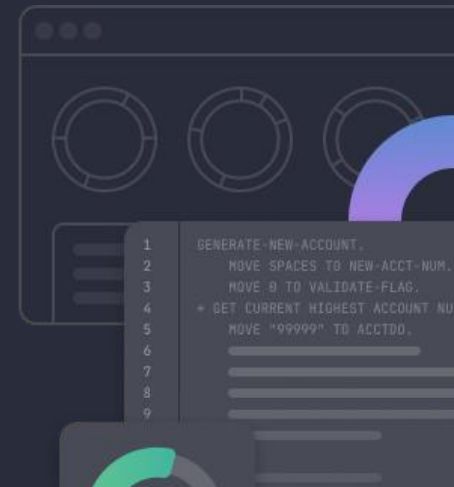 1 GENERATE-NEW-ACCOUNT.
2 MOVE SPACES TO NEW-ACCT-NUM.
3 MOVE 0 TO VALIDATE-FLAG.
4 * GET CURRENT HIGHEST ACCOUNT NU
5 MOVE "99999" TO ACCTDO.
6
7
8
9